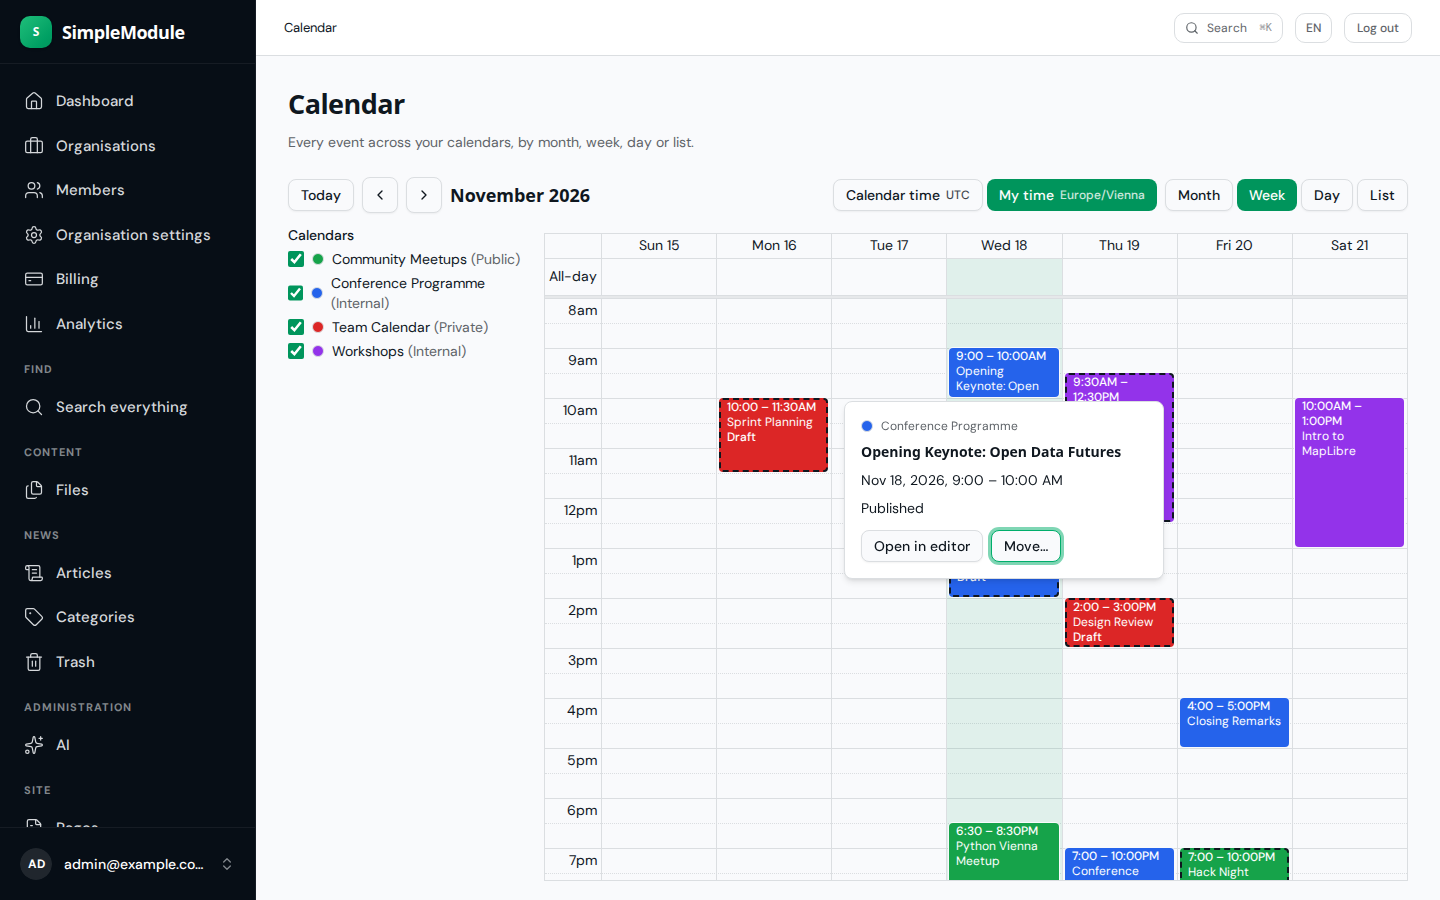 S
SimpleModule
Dashboard
Organisations
Members
Organisation settings
Billing
Analytics
FIND
Search everything
CONTENT
Files
NEWS
Articles
Categories
Trash
ADMINISTRATION
AI
SITE
Pages
AD
admin@example.co...
Calendar
Search ⌘K
EN
Log out
Calendar
Every event across your calendars, by month, week, day or list.
Today
November 2026
Calendar time UTC
My time Europe/Vienna
Month
Week
Day
List
Calendars
Community Meetups (Public)
Conference Programme
(Internal)
Team Calendar (Private)
Workshops (Internal)
Sun 15
Mon 16
Tue 17
Wed 18
Thu 19
Fri 20
Sat 21
All-day
8am
9am
10am
11am
12pm
1pm
2pm
3pm
4pm
5pm
6pm
7pm
10:00 – 11:30AM
Sprint Planning
Draft
9:00 – 10:00AM
Opening
Keynote: Open
Draft
6:30 – 8:30PM
Python Vienna
Meetup
9:30AM –
12:30PM
2:00 – 3:00PM
Design Review
Draft
7:00 – 10:00PM
Conference
4:00 – 5:00PM
Closing Remarks
7:00 – 10:00PM
Hack Night
10:00AM –
1:00PM
Intro to
MapLibre
Conference Programme
Opening Keynote: Open Data Futures
Nov 18, 2026, 9:00 – 10:00 AM
Published
Open in editor
Move...